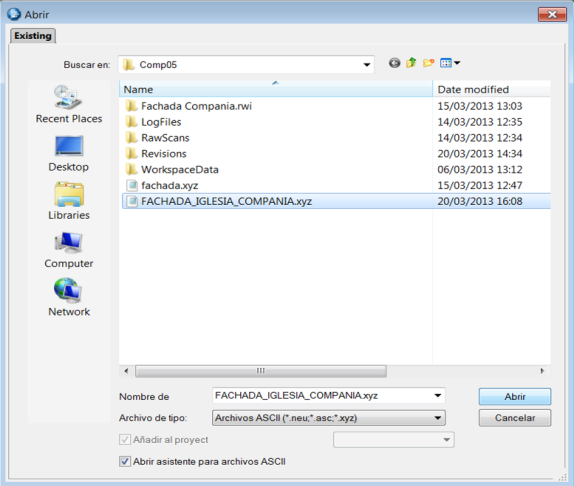 Abrir
Existing
Buscar en: Comp05
Name Date modified
Fachada Compania.rwi 15/03/2013 13:03
LogFiles 14/03/2013 12:35
RawScans 14/03/2013 12:34
Revisions 20/03/2013 14:34
WorkspaceData 06/03/2013 13:12
fachada.xyz 15/03/2013 12:47
FACHADA_IGLESIA_COMPANIA.xyz 20/03/2013 16:08
Recent Places
Desktop
Libraries
Computer
Network
Nombre de FACHADA_IGLESIA_COMPANIA.xyz Abrir
Archivo de tipo: Archivos ASCII (*.neu;*.asc;*.xyz) Cancelar
Añadir al proyect
Abrir asistente para archivos ASCII